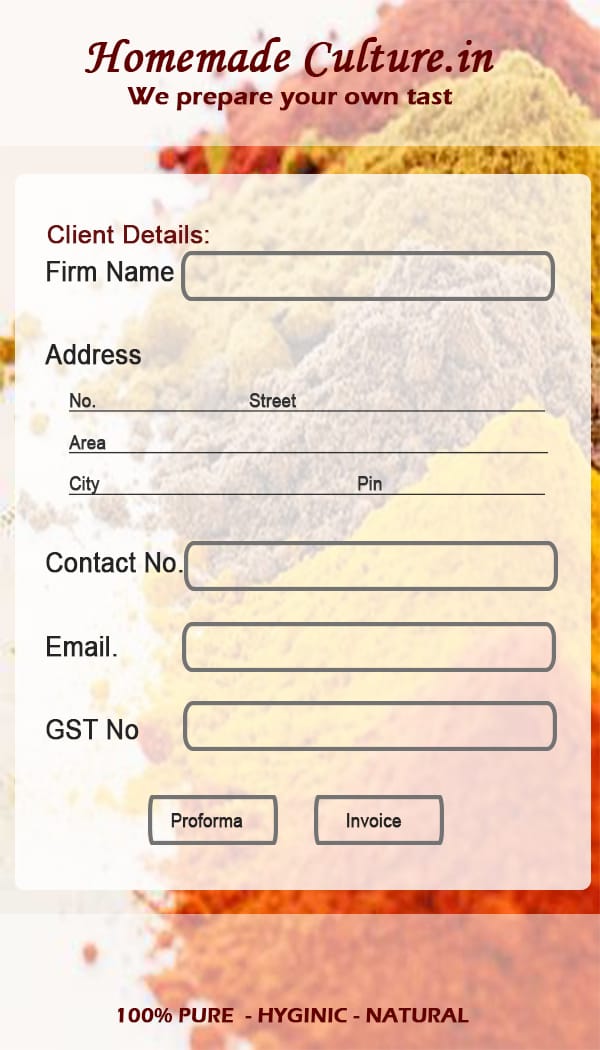 Homemade Culture.in
We prepare your own tast
Client Details:
Firm Name
Address
No. Street
Area
City Pin
Contact No.
Email.
GST No
Proforma Invoice
100% PURE - HYGINIC - NATURAL